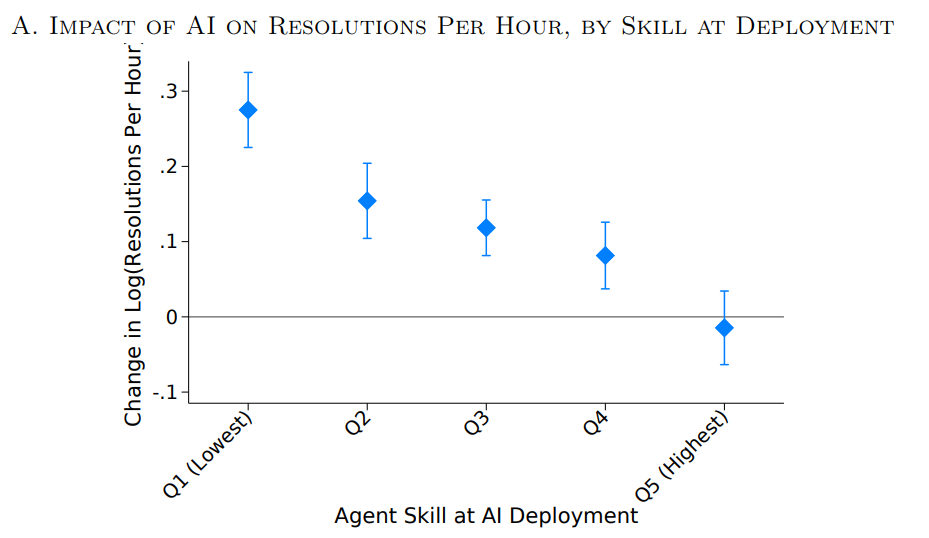 A. IMPACT OF AI ON RESOLUTIONS PER HOUR, BY SKILL AT DEPLOYMENT
Change in Log(Resolutions Per Hour)
.3
.2
.1
0
-.1
Q1 (Lowest)
Q2
Q3
Q4
Q5 (Highest)
Agent Skill at AI Deployment